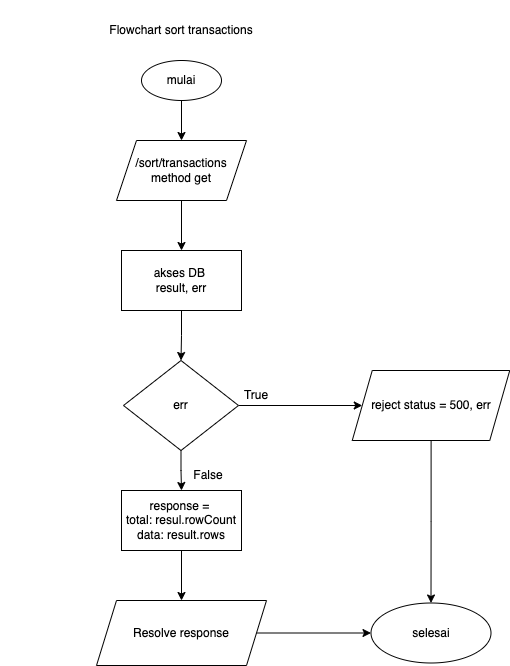 Flowchart sort transactions
mulai
/sort/transactions
method get
akses DB
result, err
err
True
reject status = 500, err
False
response =
total: resul.rowCount
data: result.rows
Resolve response
selesai